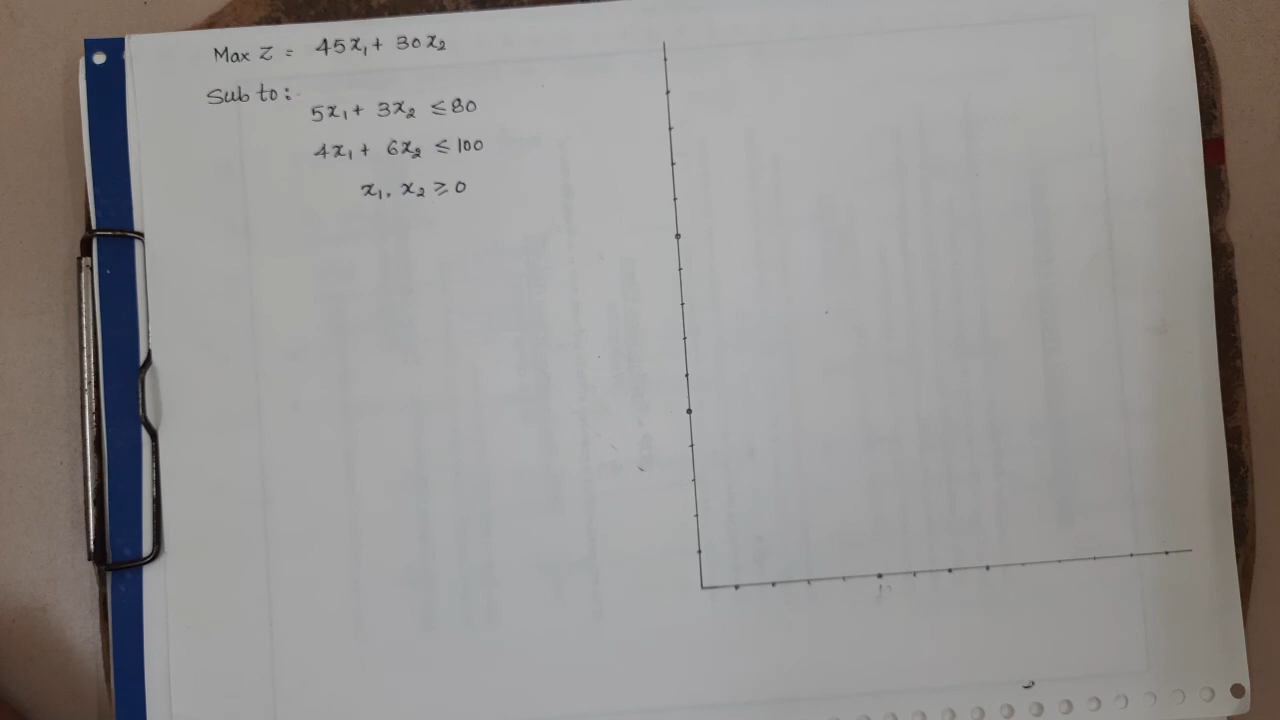 Max Z = 45x₁ + 30x₂
Sub to:
5x₁ + 3x₂ ≤ 80
4x₁ + 6x₂ ≤ 100
x₁, x₂ ≥ 0